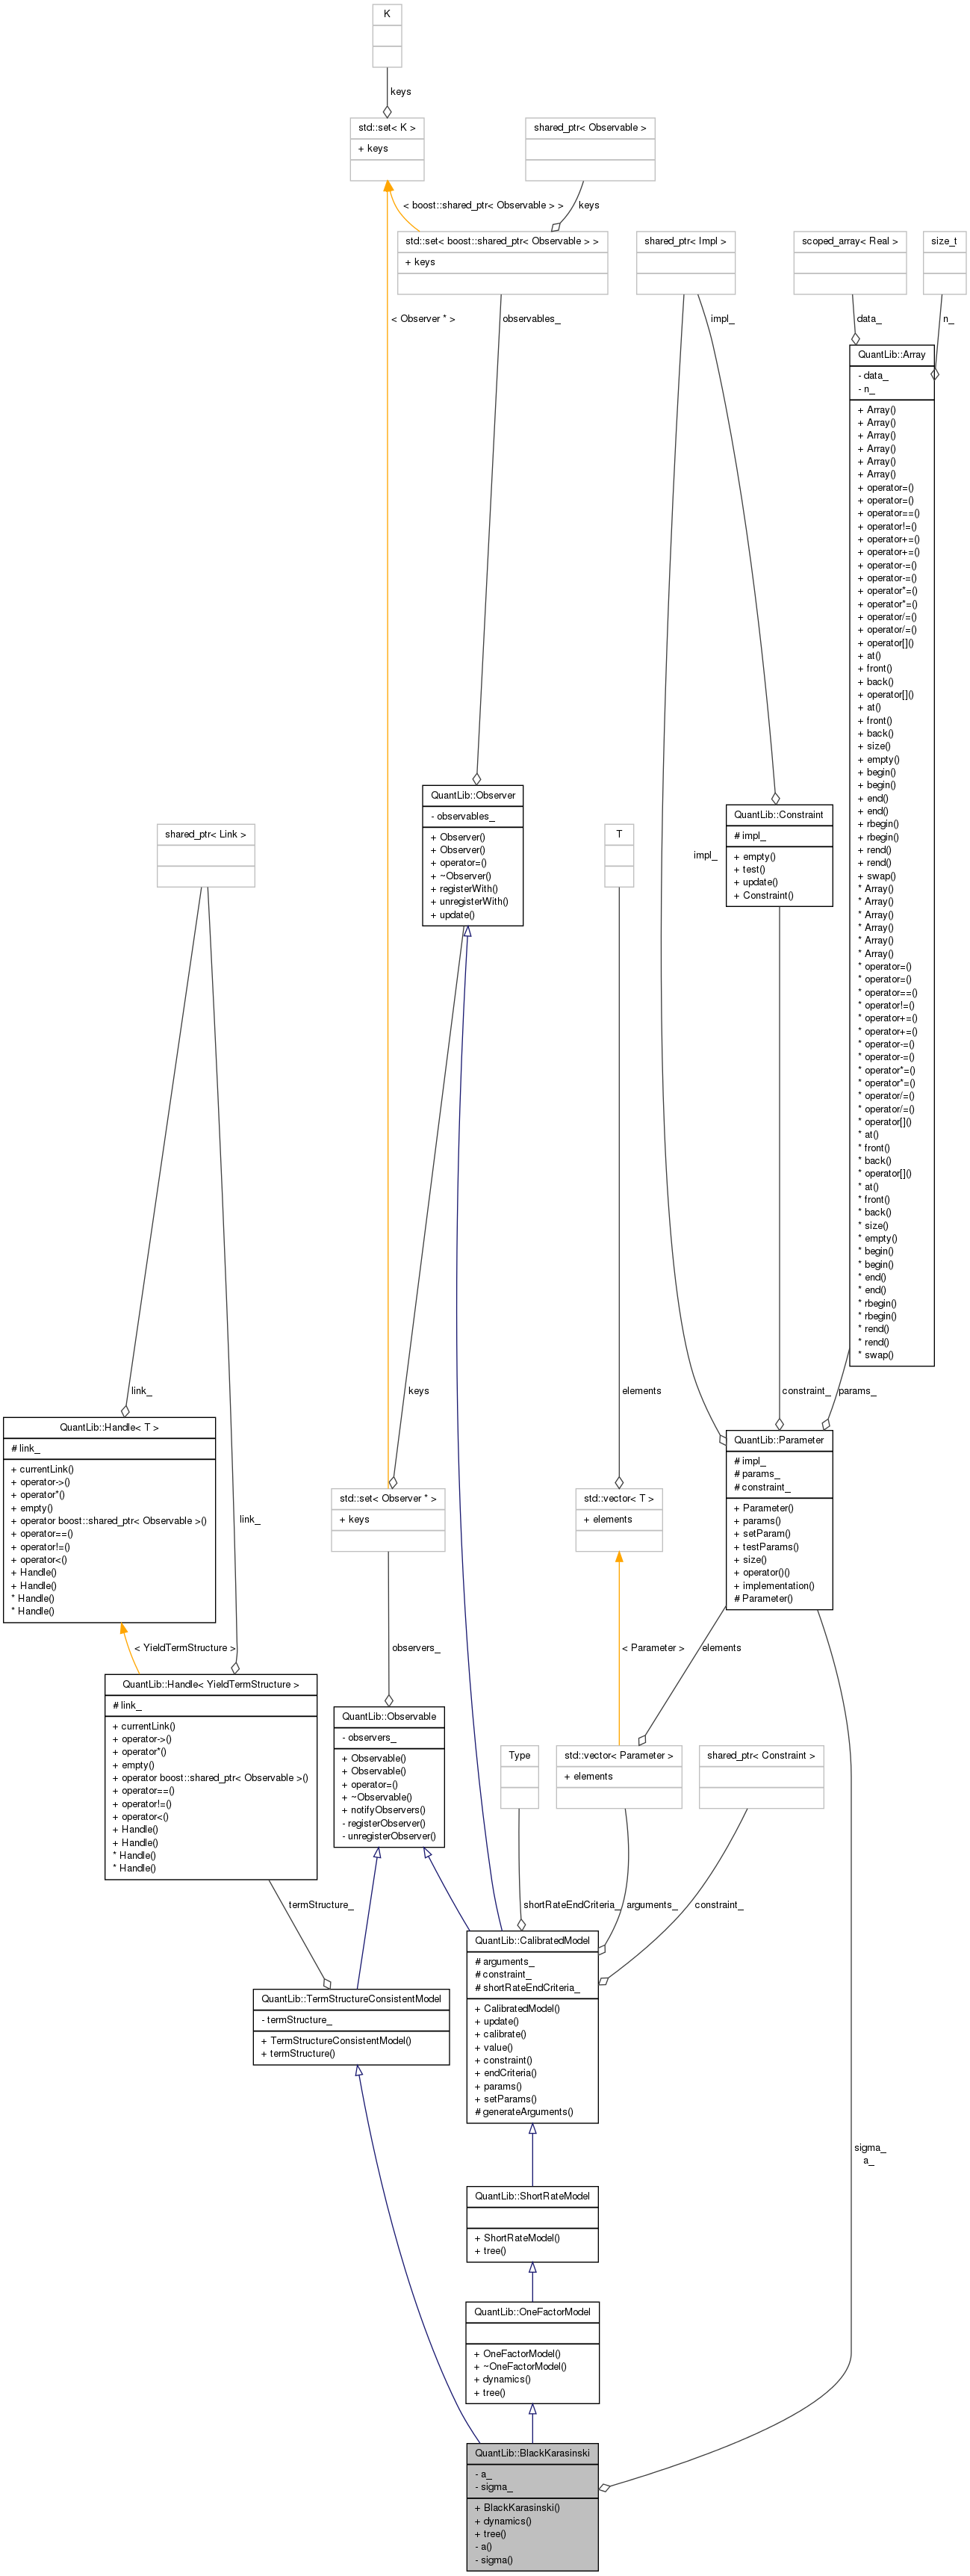 K
keys
std::set< K >
+ keys
shared_ptr< Observable >
< boost::shared_ptr< Observable > >
keys
std::set< boost::shared_ptr< Observable > >
+ keys
shared_ptr< Impl >
scoped_array< Real >
size_t
< Observer * >
observables_
impl_
data_
n_
QuantLib::Array
- data_
- n_
+ Array()
+ Array()
+ Array()
+ Array()
+ Array()
+ Array()
+ operator=()
+ operator=()
+ operator==()
+ operator!=()
+ operator+=()
+ operator+=()
+ operator-=()
+ operator-=()
+ operator*=()
+ operator*=()
+ operator/=()
+ operator/=()
+ operator[]()
+ at()
+ front()
+ back()
+ operator[]()
+ at()
+ front()
+ back()
+ size()
+ empty()
+ begin()
+ begin()
+ end()
+ end()
+ rbegin()
+ rbegin()
+ rend()
+ rend()
+ swap()
* Array()
* Array()
* Array()
* Array()
* Array()
* Array()
* operator=()
* operator=()
* operator==()
* operator!=()
* operator+=()
* operator+=()
* operator-=()
* operator-=()
* operator*=()
* operator*=()
* operator/=()
* operator/=()
* operator[]()
* at()
* front()
* back()
* operator[]()
* at()
* front()
* back()
* size()
* empty()
* begin()
* begin()
* end()
* end()
* rbegin()
* rbegin()
* rend()
* rend()
* swap()
QuantLib::Observer
- observables_
+ Observer()
+ Observer()
+ operator=()
+ ~Observer()
+ registerWith()
+ unregisterWith()
+ update()
shared_ptr< Link >
T
QuantLib::Constraint
# impl_
+ empty()
+ test()
+ update()
+ Constraint()
impl_
link_
keys
elements
constraint_
params_
QuantLib::Handle< T >
# link_
+ currentLink()
+ operator->()
+ operator*()
+ empty()
+ operator boost::shared_ptr< Observable >()
+ operator==()
+ operator!=()
+ operator<()
+ Handle()
+ Handle()
* Handle()
* Handle()
link_
std::set< Observer * >
+ keys
std::vector< T >
+ elements
QuantLib::Parameter
# impl_
# params_
# constraint_
+ Parameter()
+ params()
+ setParam()
+ testParams()
+ size()
+ operator()()
+ implementation()
# Parameter()
< YieldTermStructure >
observers_
< Parameter >
elements
QuantLib::Handle< YieldTermStructure >
# link_
+ currentLink()
+ operator->()
+ operator*()
+ empty()
+ operator boost::shared_ptr< Observable >()
+ operator==()
+ operator!=()
+ operator<()
+ Handle()
+ Handle()
* Handle()
* Handle()
QuantLib::Observable
- observers_
+ Observable()
+ Observable()
+ operator=()
+ ~Observable()
+ notifyObservers()
- registerObserver()
- unregisterObserver()
Type
std::vector< Parameter >
+ elements
shared_ptr< Constraint >
termStructure_
shortRateEndCriteria_
arguments_
constraint_
QuantLib::TermStructureConsistentModel
- termStructure_
+ TermStructureConsistentModel()
+ termStructure()
QuantLib::CalibratedModel
# arguments_
# constraint_
# shortRateEndCriteria_
+ CalibratedModel()
+ update()
+ calibrate()
+ value()
+ constraint()
+ endCriteria()
+ params()
+ setParams()
# generateArguments()
sigma_
a_
QuantLib::ShortRateModel
+ ShortRateModel()
+ tree()
QuantLib::OneFactorModel
+ OneFactorModel()
+ ~OneFactorModel()
+ dynamics()
+ tree()
QuantLib::BlackKarasinski
- a_
- sigma_
+ BlackKarasinski()
+ dynamics()
+ tree()
- a()
- sigma()